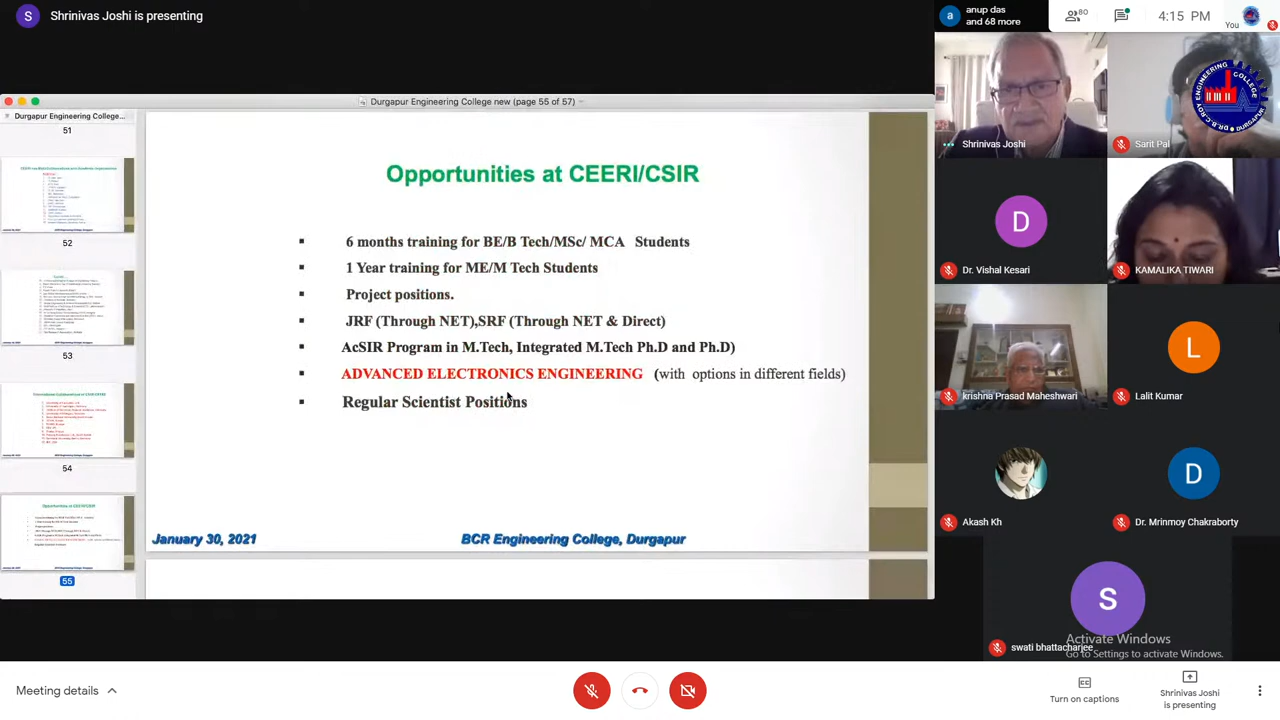 S Shrinivas Joshi is presenting
a anup das
and 68 more
80
4:15 PM
You
Durgapur Engineering College new (page 55 of 57)
Durgapur Engineering College...
51
52
53
54
55
Opportunities at CEERI/CSIR
▪ 6 months training for BE/B Tech/MSc/ MCA Students
▪ 1 Year training for ME/M Tech Students
▪ Project positions.
▪ JRF (Through NET),SRF (Through NET & Direct)
▪ AcSIR Program in M.Tech, Integrated M.Tech Ph.D and Ph.D)
▪ ADVANCED ELECTRONICS ENGINEERING (with options in different fields)
▪ Regular Scientist Positions
January 30, 2021 BCR Engineering College, Durgapur
Shrinivas Joshi
Sarit Pal
D
Dr. Vishal Kesari
KAMALIKA TIWARI
krishna Prasad Maheshwari
L
Lalit Kumar
Akash Kh
D
Dr. Mrinmoy Chakraborty
S
swati bhattacharjee
Activate Windows
Go to Settings to activate Windows.
Meeting details
Turn on captions
Shrinivas Joshi
is presenting